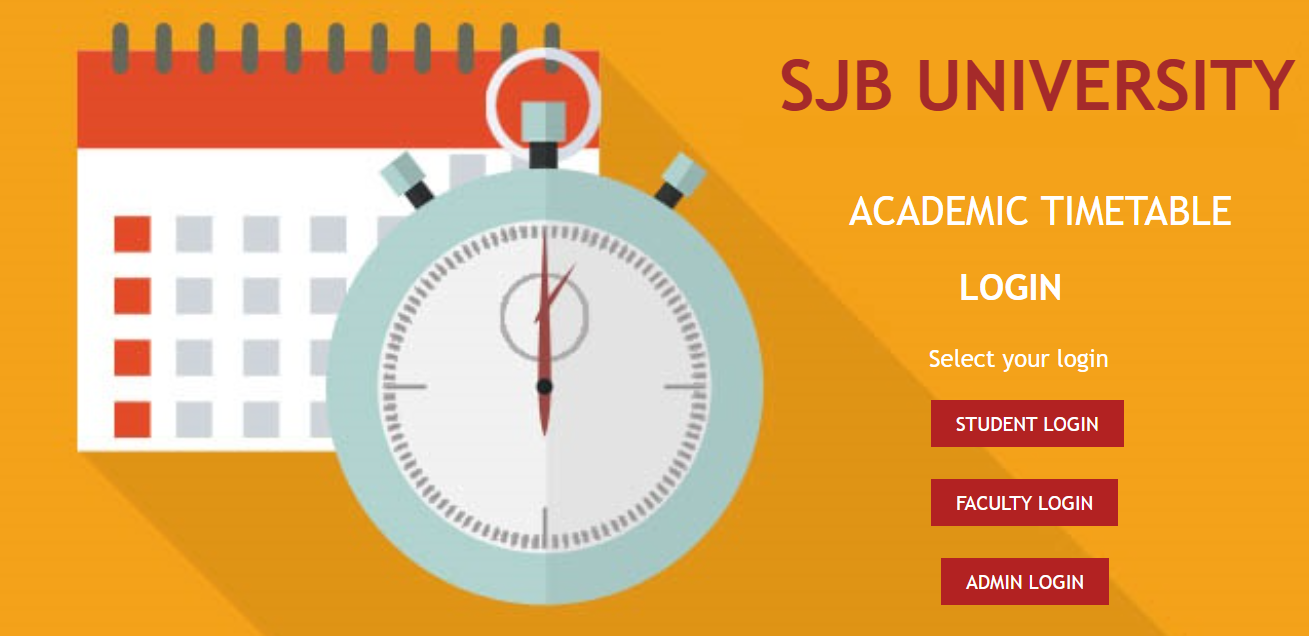 SJB UNIVERSITY
ACADEMIC TIMETABLE
LOGIN
Select your login
STUDENT LOGIN
FACULTY LOGIN
ADMIN LOGIN